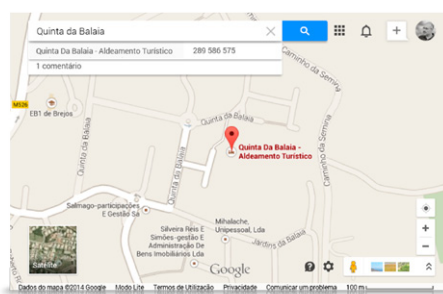 Quinta da Balaia
Quinta Da Balaia - Aldeamento Turístico 289 586 575
1 comentário
Caminho da Semina
M526
EB1 de Brejos
Quinta da Balaia
Quinta da Balaia
Quinta Da Balaia -
Aldeamento Turístico
Quinta da Balaia
Caminho da Semina
Salmago-participações
E Gestão Sa
Silveira Reis E
Simões-gestão E
Administração De
Bens Imobiliários Lda
Mihalache,
Unipessoal, Lda
Jardins da Balaia
Satélite
Google
Dados do mapa ©2014 Google Modo Lite Termos de Utilização Privacidade Comunicar um problema 100 m